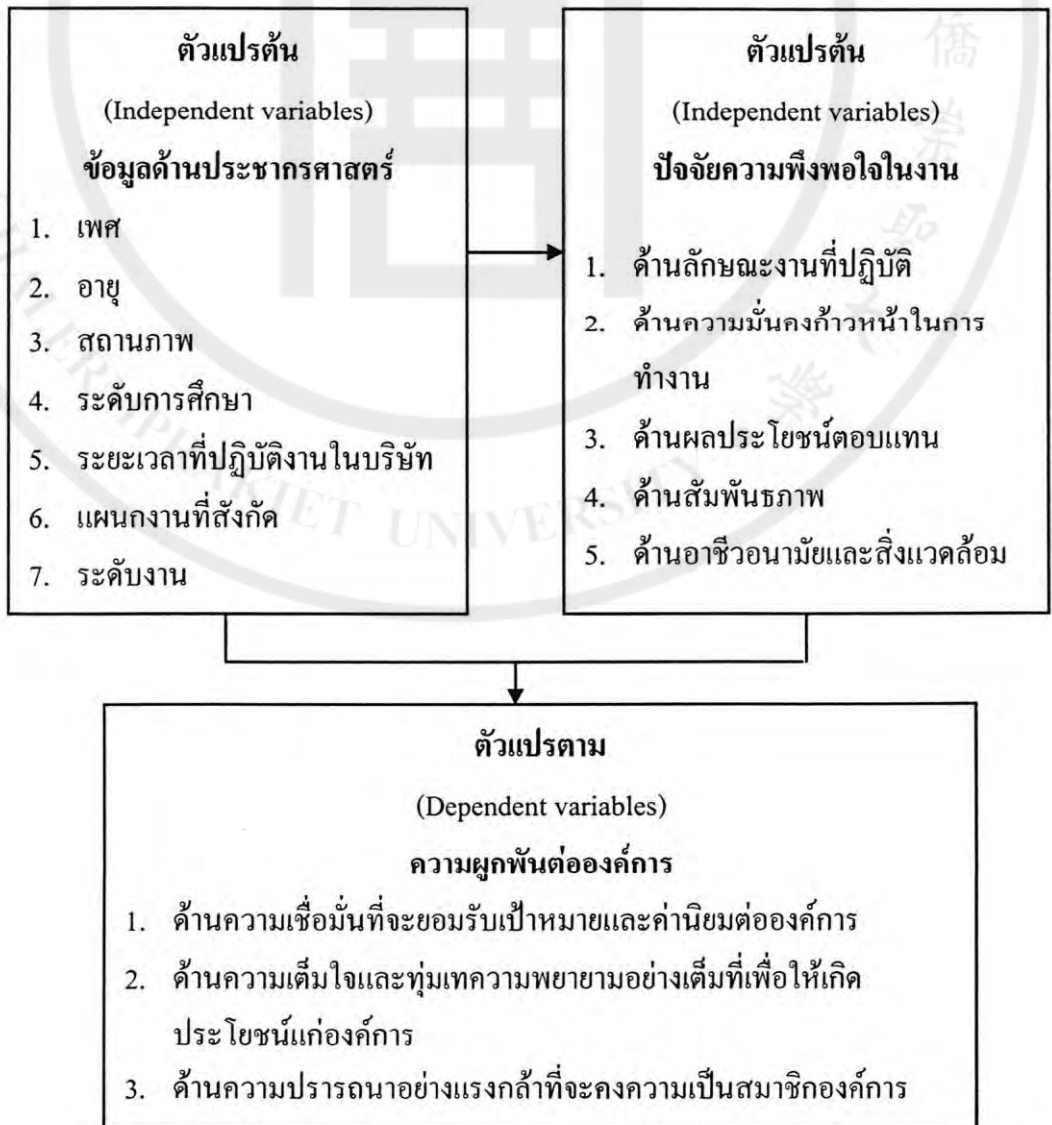 ตัวแปรต้น
(Independent variables)
ข้อมูลด้านประชากรศาสตร์
1. เพศ
2. อายุ
3. สถานภาพ
4. ระดับการศึกษา
5. ระยะเวลาที่ปฏิบัติงานในบริษัท
6. แผนกงานที่สังกัด
7. ระดับงาน
ตัวแปรต้น
(Independent variables)
ปัจจัยความพึงพอใจในงาน
1. ด้านลักษณะงานที่ปฏิบัติ
2. ด้านความมั่นคงก้าวหน้าในการ
ทำงาน
3. ด้านผลประโยชน์ตอบแทน
4. ด้านสัมพันธภาพ
5. ด้านอาชีวอนามัยและสิ่งแวดล้อม
ตัวแปรตาม
(Dependent variables)
ความผูกพันต่อองค์การ
1. ด้านความเชื่อมั่นที่จะยอมรับเป้าหมายและค่านิยมต่อองค์การ
2. ด้านความเต็มใจและทุ่มเทความพยายามอย่างเต็มที่เพื่อให้เกิด
ประโยชน์แก่องค์การ
3. ด้านความปรารถนาอย่างแรงกล้าที่จะคงความเป็นสมาชิกองค์การ
UNIVERSITY
僑
崇
聖
大
學